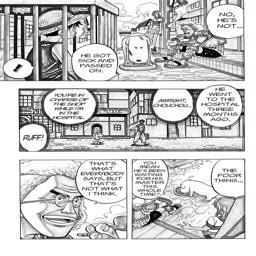 NO,
HE'S
NOT...
HE GOT
SICK AND
PASSED
ON.
!
HE
WENT
TO THE
HOSPITAL
THREE
MONTHS
AGO.
ALRIGHT,
CHOUCHOU...
YOU'RE IN
CHARGE OF
THE SHOP
WHILE I'M
IN THE
HOSPITAL.
RUFF!
THE
POOR
THING...
YOU
MEAN
HE'S BEEN
WAITING
FOR HIS
MASTER
THIS
WHOLE
TIME?
THAT'S
WHAT
EVERYBODY
SAYS, BUT
THAT'S
NOT WHAT
I THINK.